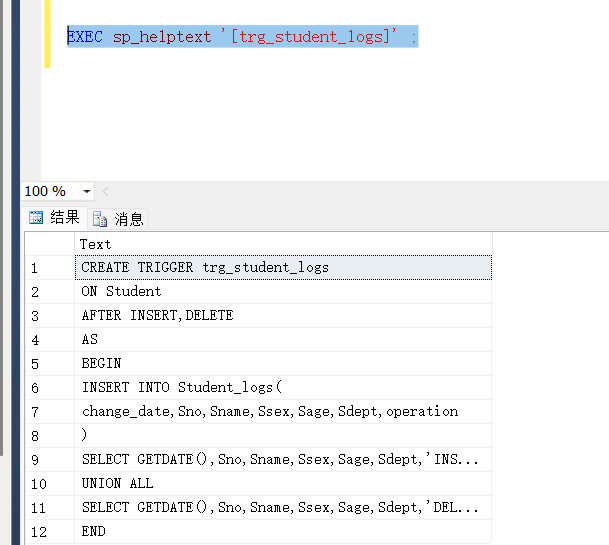 EXEC sp_helptext '[trg_student_logs]' ;
100 %
结果 消息
Text
1 CREATE TRIGGER trg_student_logs
2 ON Student
3 AFTER INSERT,DELETE
4 AS
5 BEGIN
6 INSERT INTO Student_logs(
7 change_date,Sno,Sname,Ssex,Sage,Sdept,operation
8 )
9 SELECT GETDATE(),Sno,Sname,Ssex,Sage,Sdept,'INS...
10 UNION ALL
11 SELECT GETDATE(),Sno,Sname,Ssex,Sage,Sdept,'DEL...
12 END